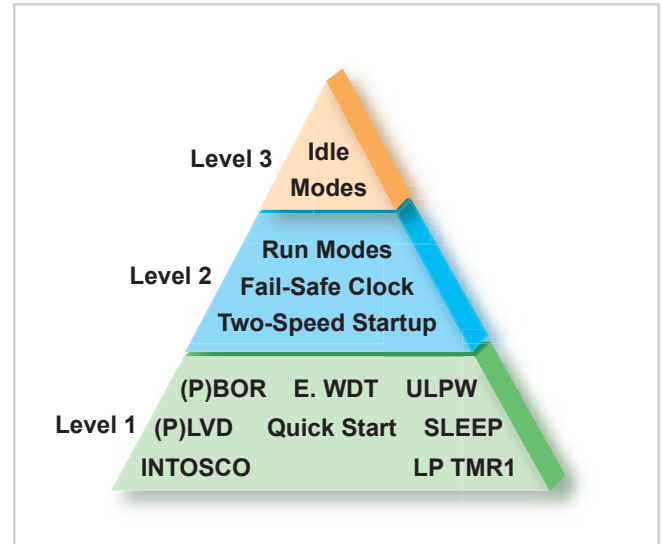 Level 3
Idle
Modes
Level 2
Run Modes
Fail-Safe Clock
Two-Speed Startup
Level 1
(P)BOR E. WDT ULPW
(P)LVD Quick Start SLEEP
INTOSCO LP TMR1